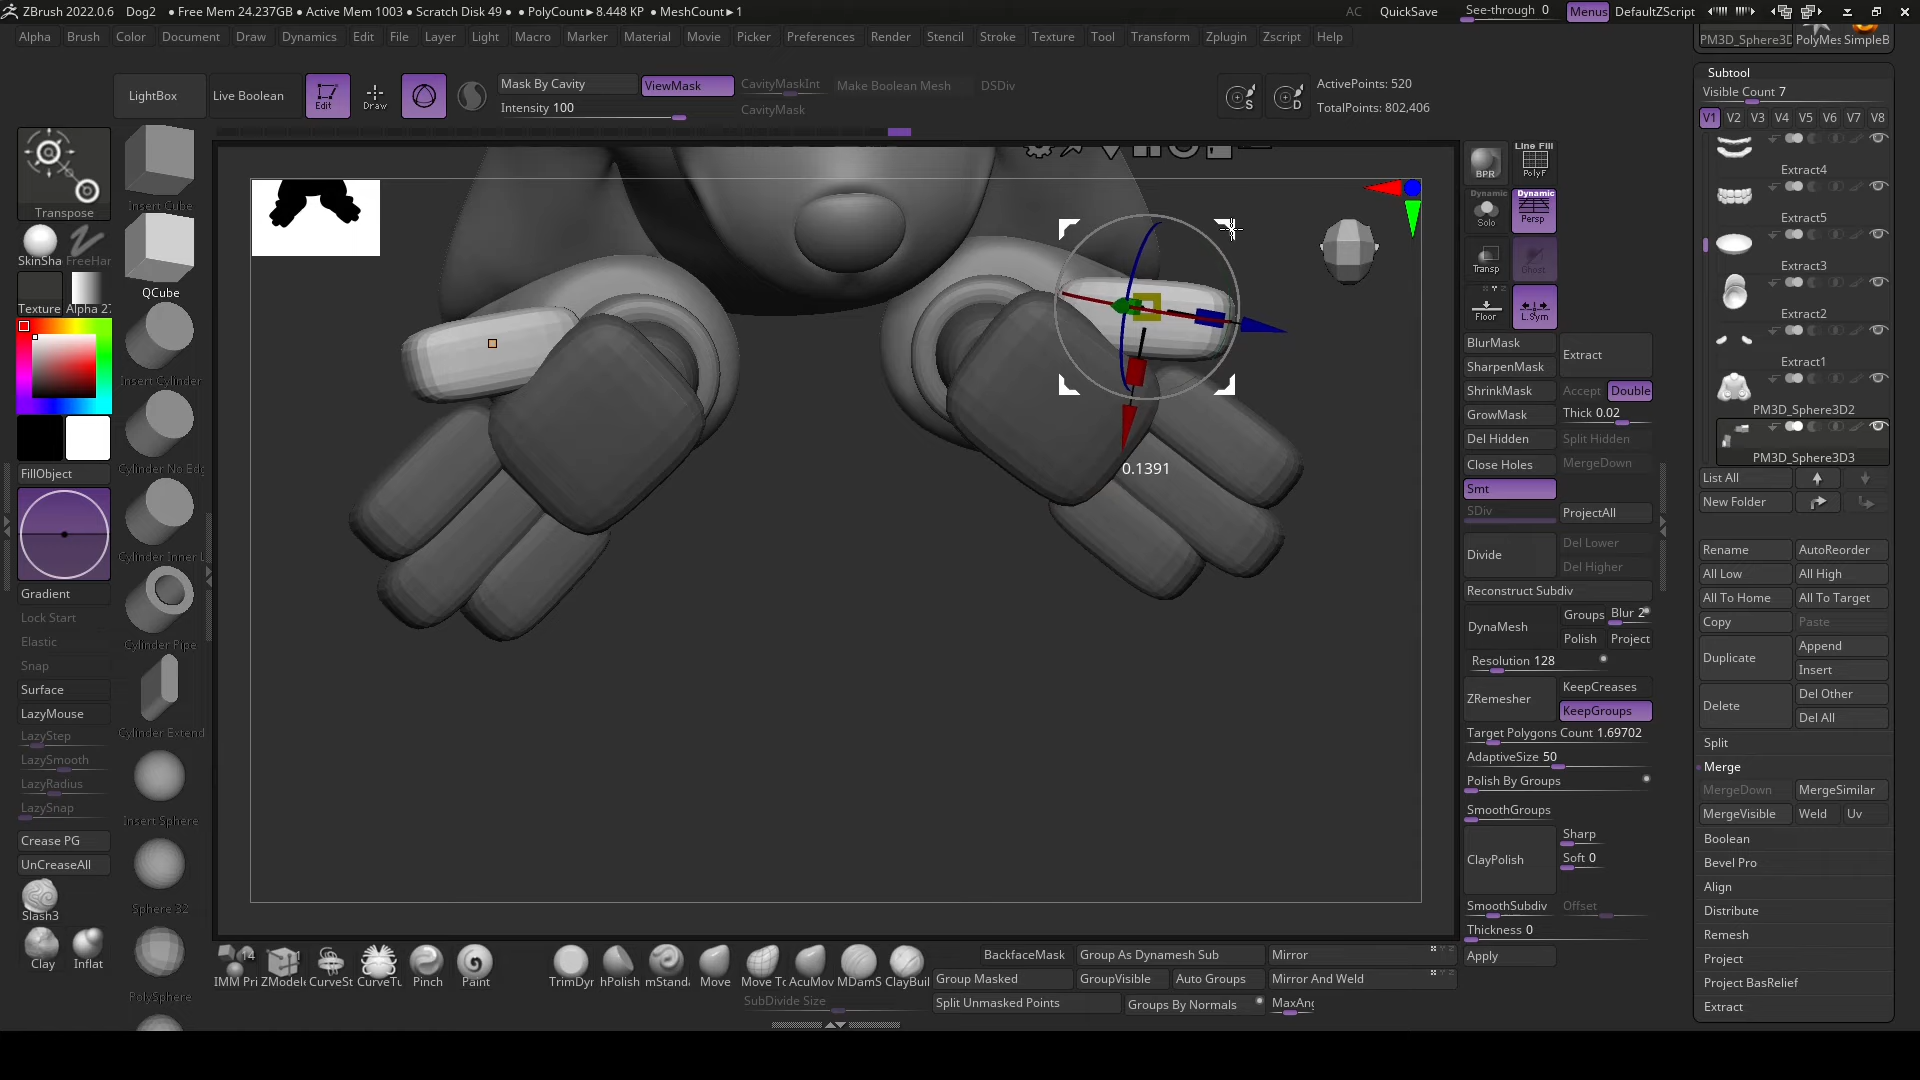 ZBrush 2022.0.6 Dog2 • Free Mem 24.237GB • Active Mem 1003 • Scratch Disk 49 • • PolyCount▸8.448 KP • MeshCount▸1
AC QuickSave See-through 0 Menus DefaultZScript
Alpha Brush Color Document Draw Dynamics Edit File Layer Light Macro Marker Material Movie Picker Preferences Render Stencil Stroke Texture Tool Transform Zplugin Zscript Help
PM3D_Sphere3D PolyMes SimpleB
LightBox
Live Boolean
Edit
Draw
Mask By Cavity
Intensity 100
ViewMask
CavityMaskInt
CavityMask
Make Boolean Mesh
DSDiv
S
D
ActivePoints: 520
TotalPoints: 802,406
Transpose
SkinSha
FreeHar
Texture
Alpha 27
FillObject
Gradient
Lock Start
Elastic
Snap
Surface
LazyMouse
LazyStep
LazySmooth
LazyRadius
LazySnap
Crease PG
UnCreaseAll
Slash3
Clay
Inflat
Insert Cube
QCube
Insert Cylinder
Cylinder No Edg
Cylinder Inner L
Cylinder Pipe
Cylinder Extend
Insert Sphere
Sphere 32
PolySphere
0.1391
BPR
Line Fill
PolyF
Dynamic
Solo
Dynamic
Persp
Transp
Ghost
Floor
L.Sym
BlurMask
SharpenMask
Extract
ShrinkMask
Accept
Double
GrowMask
Thick 0.02
Del Hidden
Split Hidden
Close Holes
MergeDown
Smt
SDiv
ProjectAll
Divide
Del Lower
Del Higher
Reconstruct Subdiv
DynaMesh
Groups
Blur 2
Polish
Project
Resolution 128
ZRemesher
KeepCreases
KeepGroups
Target Polygons Count 1.69702
AdaptiveSize 50
Polish By Groups
SmoothGroups
ClayPolish
Sharp
Soft 0
SmoothSubdiv
Offset
Thickness 0
Apply
Subtool
Visible Count 7
V1 V2 V3 V4 V5 V6 V7 V8
Extract4
Extract5
Extract3
Extract2
Extract1
PM3D_Sphere3D2
PM3D_Sphere3D3
List All
New Folder
Rename
AutoReorder
All Low
All High
All To Home
All To Target
Copy
Paste
Duplicate
Append
Insert
Delete
Del Other
Del All
Split
Merge
MergeDown
MergeSimilar
MergeVisible
Weld
Uv
Boolean
Bevel Pro
Align
Distribute
Remesh
Project
Project BasRelief
Extract
14
IMM Pri
ZModele
CurveSt
CurveTu
Pinch
Paint
TrimDyr
hPolish
mStand
Move
Move To
AcuMov
MDamS
ClayBuil
SubDivide Size
BackfaceMask
Group As Dynamesh Sub
Mirror
Group Masked
GroupVisible
Auto Groups
Mirror And Weld
Split Unmasked Points
Groups By Normals
MaxAng